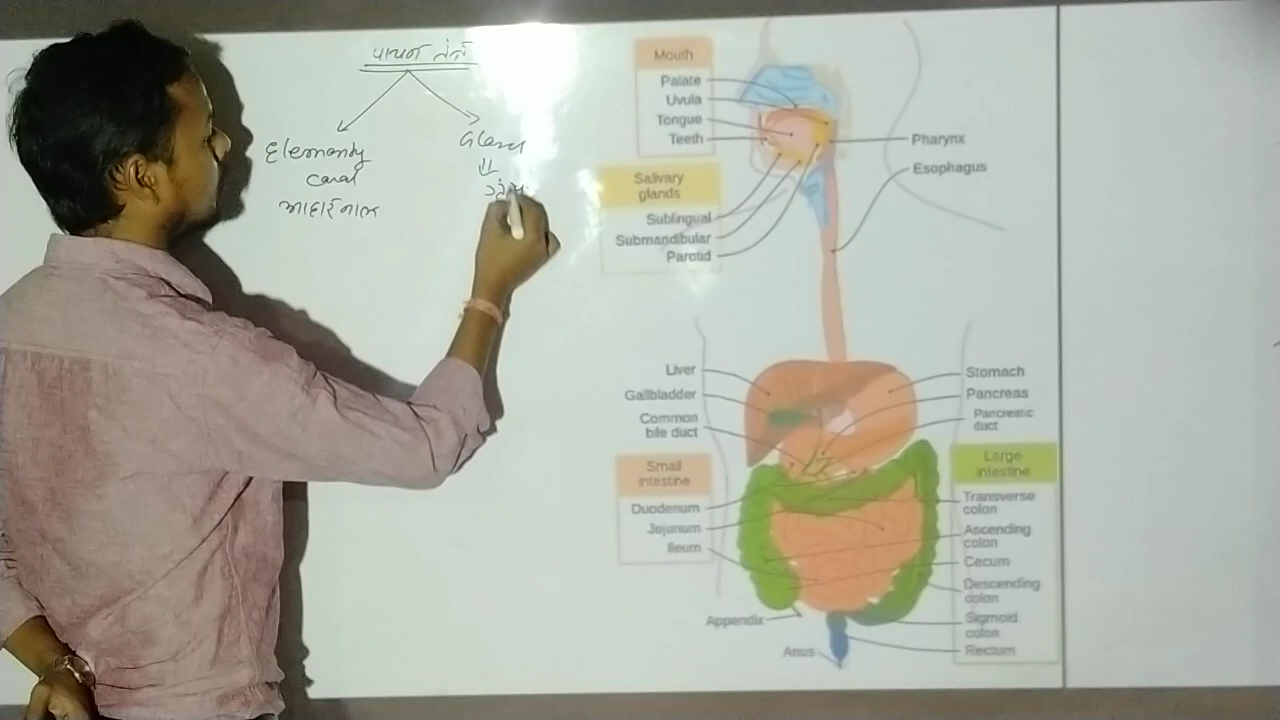 પાચન તંત્ર
Elemantry
canal
આહારનાળ
Gland
Mouth
Palate
Uvula
Tongue
Teeth
Salivary
glands
Sublingual
Submandibular
Parotid
Pharynx
Esophagus
Liver
Gallbladder
Common
bile duct
Small
intestine
Duodenum
Jejunum
Ileum
Appendix
Anus
Stomach
Pancreas
Pancreatic
duct
Large
intestine
Transverse
colon
Ascending
colon
Cecum
Descending
colon
Sigmoid
colon
Rectum